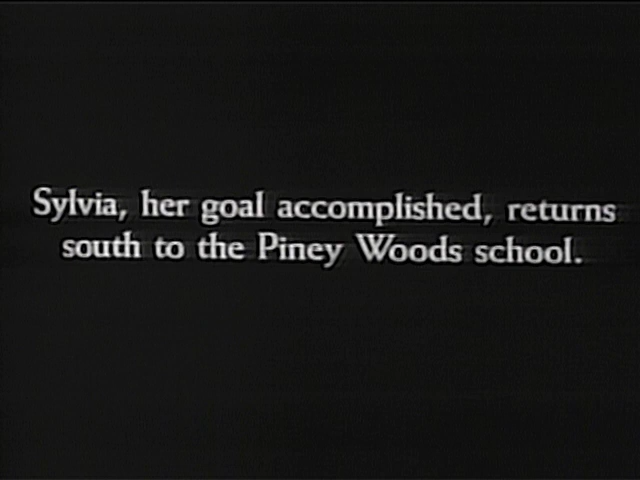 Sylvia, her goal accomplished, returns
south to the Piney Woods school.